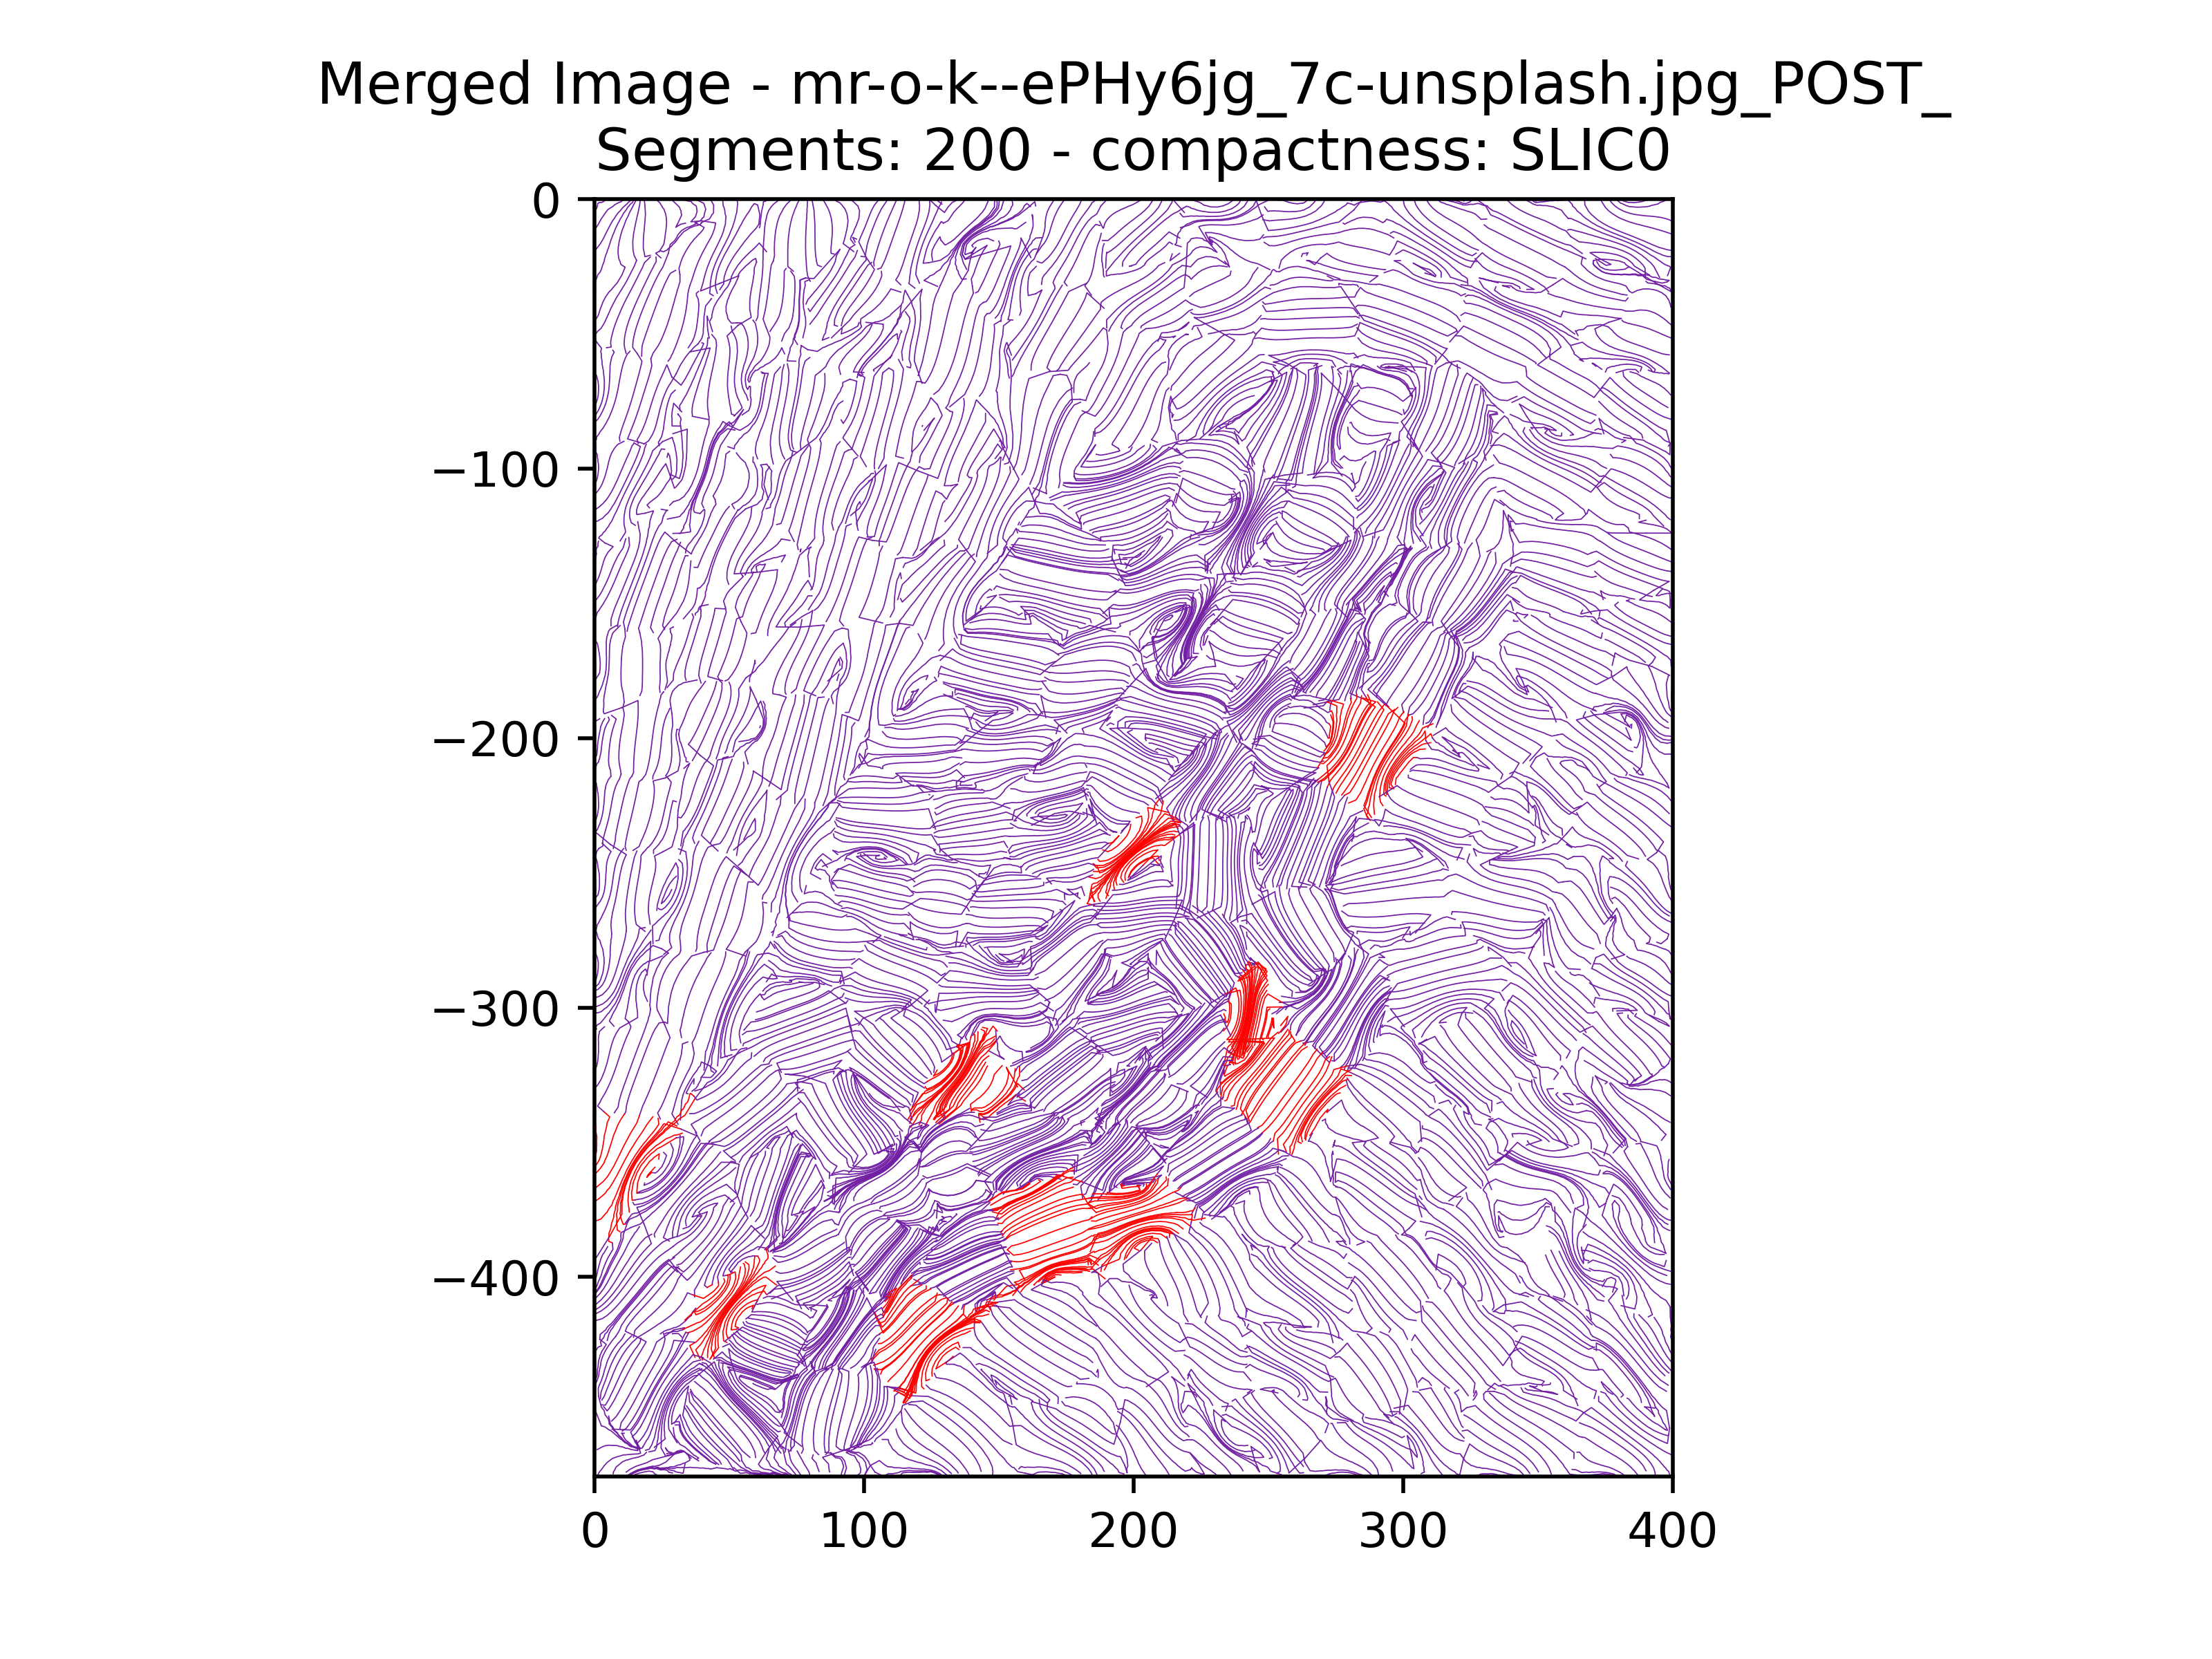 Merged Image - mr-o-k--ePHy6jg_7c-unsplash.jpg_POST_
Segments: 200 - compactness: SLIC0
0
−100
−200
−300
−400
0 100 200 300 400